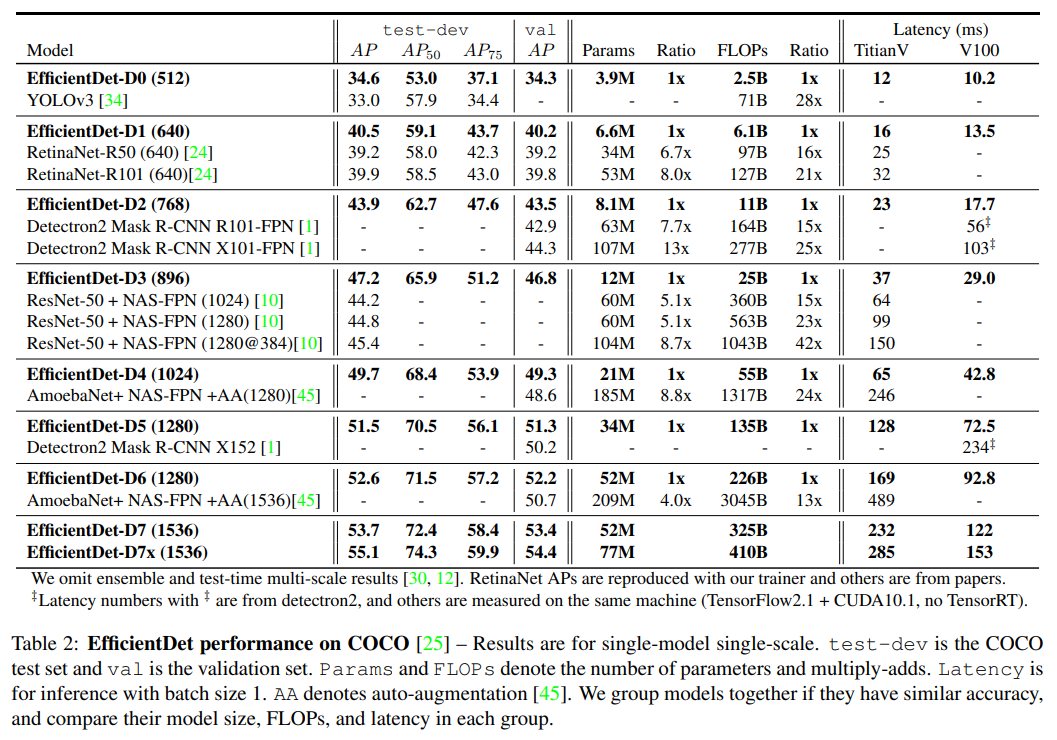 test-dev val Latency (ms)
Model AP AP50 AP75 AP Params Ratio FLOPs Ratio TitianV V100
EfficientDet-D0 (512) 34.6 53.0 37.1 34.3 3.9M 1x 2.5B 1x 12 10.2
YOLOv3 [34] 33.0 57.9 34.4 - - - 71B 28x - -
EfficientDet-D1 (640) 40.5 59.1 43.7 40.2 6.6M 1x 6.1B 1x 16 13.5
RetinaNet-R50 (640) [24] 39.2 58.0 42.3 39.2 34M 6.7x 97B 16x 25 -
RetinaNet-R101 (640)[24] 39.9 58.5 43.0 39.8 53M 8.0x 127B 21x 32 -
EfficientDet-D2 (768) 43.9 62.7 47.6 43.5 8.1M 1x 11B 1x 23 17.7
Detectron2 Mask R-CNN R101-FPN [1] - - - 42.9 63M 7.7x 164B 15x - 56‡
Detectron2 Mask R-CNN X101-FPN [1] - - - 44.3 107M 13x 277B 25x - 103‡
EfficientDet-D3 (896) 47.2 65.9 51.2 46.8 12M 1x 25B 1x 37 29.0
ResNet-50 + NAS-FPN (1024) [10] 44.2 - - - 60M 5.1x 360B 15x 64 -
ResNet-50 + NAS-FPN (1280) [10] 44.8 - - - 60M 5.1x 563B 23x 99 -
ResNet-50 + NAS-FPN (1280@384)[10] 45.4 - - - 104M 8.7x 1043B 42x 150 -
EfficientDet-D4 (1024) 49.7 68.4 53.9 49.3 21M 1x 55B 1x 65 42.8
AmoebaNet+ NAS-FPN +AA(1280)[45] - - - 48.6 185M 8.8x 1317B 24x 246 -
EfficientDet-D5 (1280) 51.5 70.5 56.1 51.3 34M 1x 135B 1x 128 72.5
Detectron2 Mask R-CNN X152 [1] - - - 50.2 - - - - - 234‡
EfficientDet-D6 (1280) 52.6 71.5 57.2 52.2 52M 1x 226B 1x 169 92.8
AmoebaNet+ NAS-FPN +AA(1536)[45] - - - 50.7 209M 4.0x 3045B 13x 489 -
EfficientDet-D7 (1536) 53.7 72.4 58.4 53.4 52M 325B 232 122
EfficientDet-D7x (1536) 55.1 74.3 59.9 54.4 77M 410B 285 153
We omit ensemble and test-time multi-scale results [30, 12]. RetinaNet APs are reproduced with our trainer and others are from papers.
‡Latency numbers with ‡ are from detectron2, and others are measured on the same machine (TensorFlow2.1 + CUDA10.1, no TensorRT).
Table 2: EfficientDet performance on COCO [25] – Results are for single-model single-scale. test-dev is the COCO
test set and val is the validation set. Params and FLOPs denote the number of parameters and multiply-adds. Latency is
for inference with batch size 1. AA denotes auto-augmentation [45]. We group models together if they have similar accuracy,
and compare their model size, FLOPs, and latency in each group.